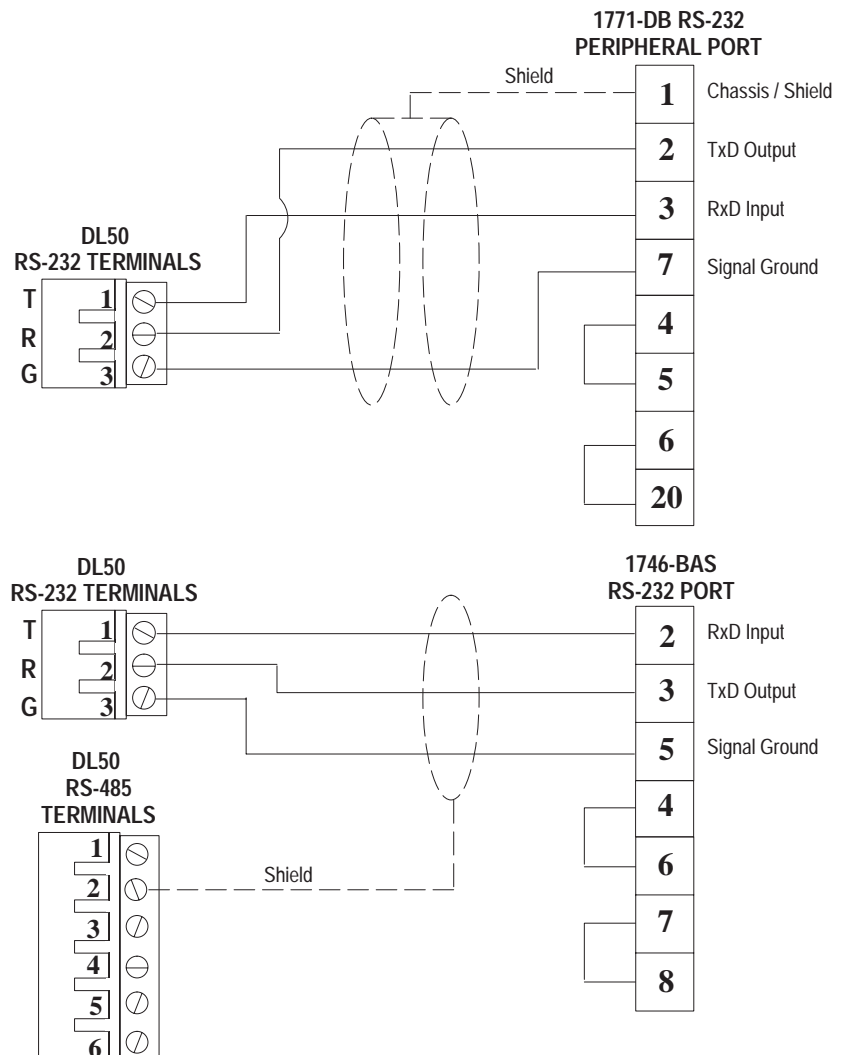 1771-DB RS-232
PERIPHERAL PORT
Shield
1 Chassis / Shield
2 TxD Output
3 RxD Input
7 Signal Ground
4
5
6
20
DL50
RS-232 TERMINALS
T 1
R 2
G 3
DL50
RS-232 TERMINALS
T 1
R 2
G 3
1746-BAS
RS-232 PORT
2 RxD Input
3 TxD Output
5 Signal Ground
4
6
7
8
DL50
RS-485
TERMINALS
1
2
3
4
5
6
Shield